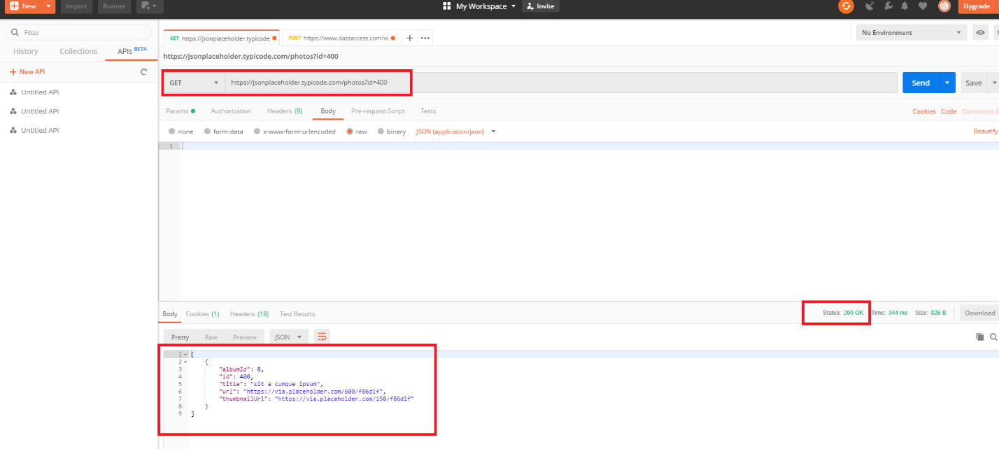 New Import Runner My Workspace Invite Upgrade
Filter
GET https://jsonplaceholder.typicode POST https://www.dataaccess.com/w No Environment
History Collections APIs BETA
https://jsonplaceholder.typicode.com/photos?id=400
New API
GET https://jsonplaceholder.typicode.com/photos?id=400 Send Save
Untitled API
Untitled API
Untitled API
Params Authorization Headers (9) Body Pre-request Script Tests Cookies Code Comments
none form-data x-www-form-urlencoded raw binary JSON (application/json) Beautify
1
Body Cookies (1) Headers (18) Test Results Status: 200 OK Time: 344 ms Size: 826 B Download
Pretty Raw Preview JSON
1 [
2 {
3 "albumId": 8,
4 "id": 400,
5 "title": "sit a cumque ipsum",
6 "url": "https://via.placeholder.com/600/f86d1f",
7 "thumbnailUrl": "https://via.placeholder.com/150/f86d1f"
8 }
9 ]